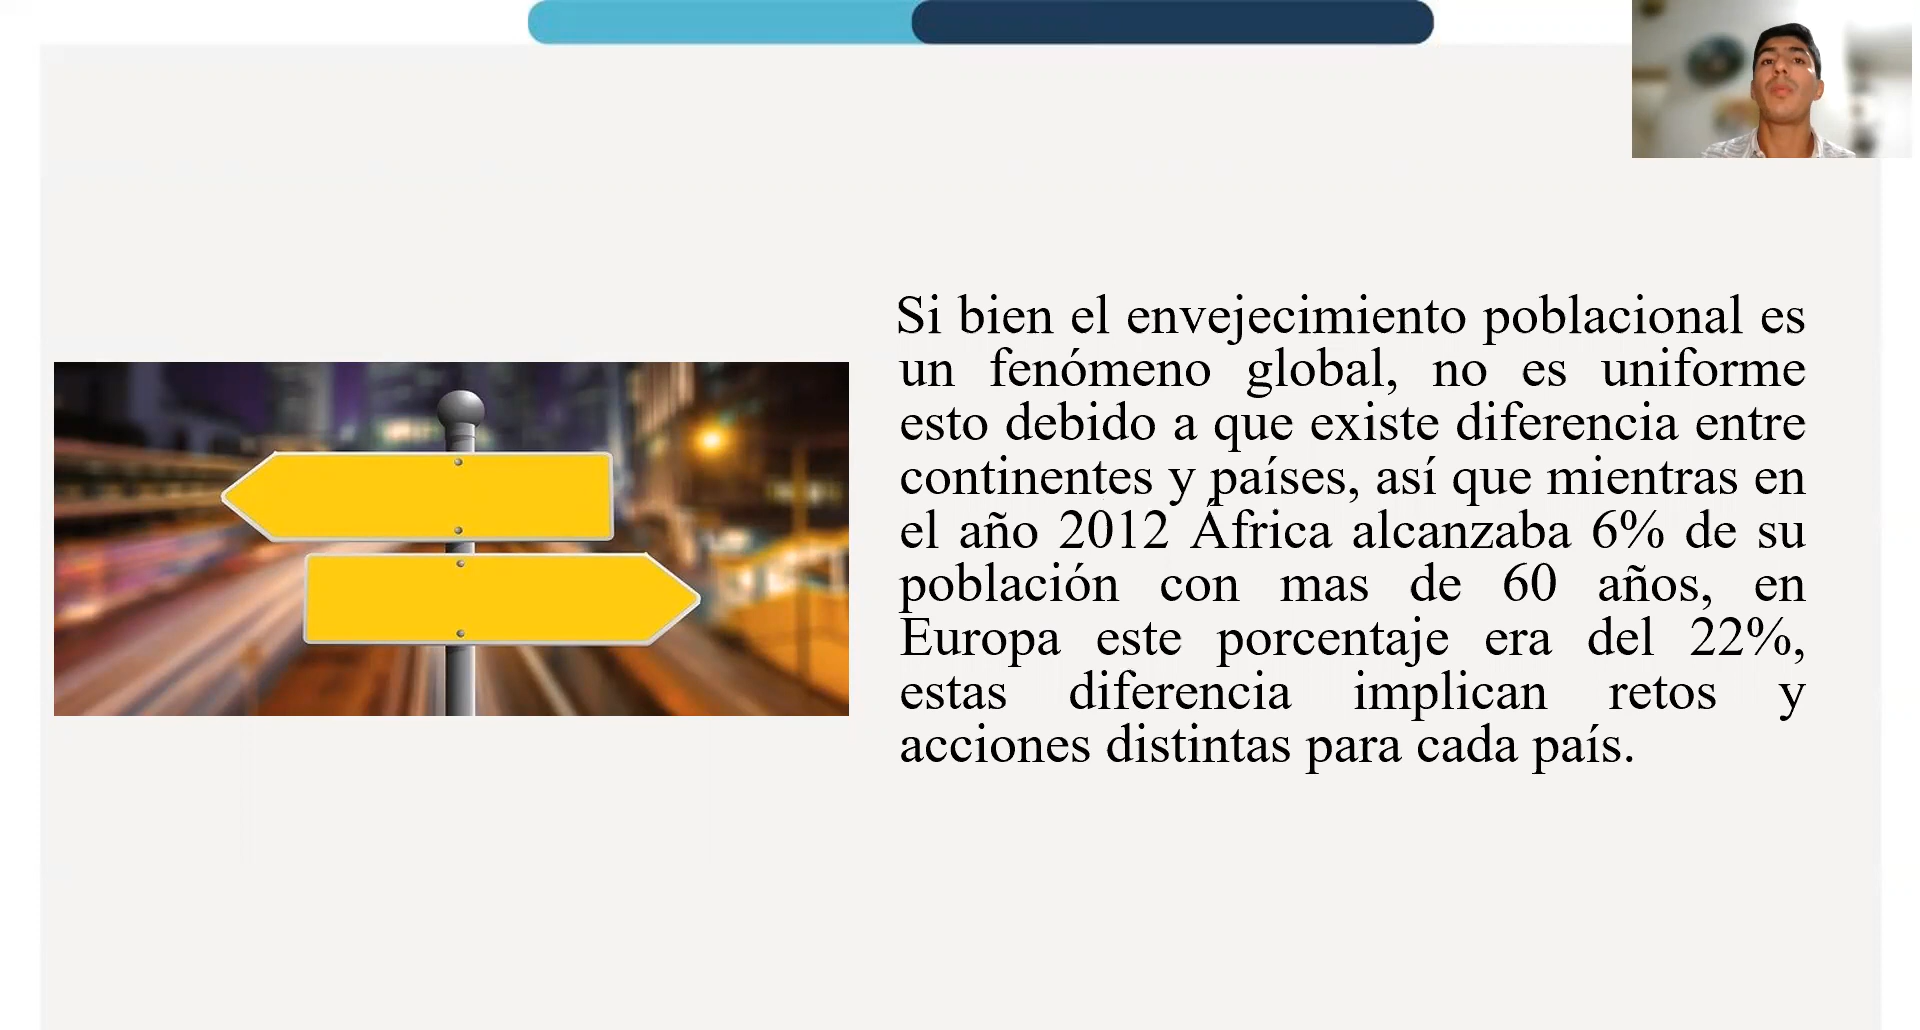 Si bien el envejecimiento poblacional es
un fenómeno global, no es uniforme
esto debido a que existe diferencia entre
continentes y países, así que mientras en
el año 2012 África alcanzaba 6% de su
población con mas de 60 años, en
Europa este porcentaje era del 22%,
estas diferencia implican retos y
acciones distintas para cada país.